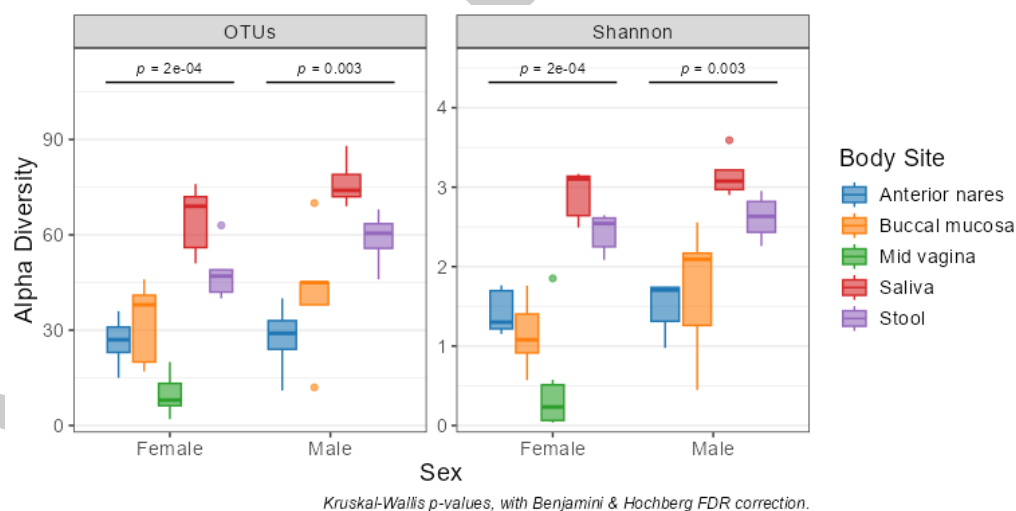 OTUs
Shannon
p = 2e-04
p = 0.003
p = 2e-04
p = 0.003
Alpha Diversity
90
60
30
0
4
3
2
1
0
Female
Male
Female
Male
Sex
Body Site
Anterior nares
Buccal mucosa
Mid vagina
Saliva
Stool
Kruskal-Wallis p-values, with Benjamini & Hochberg FDR correction.